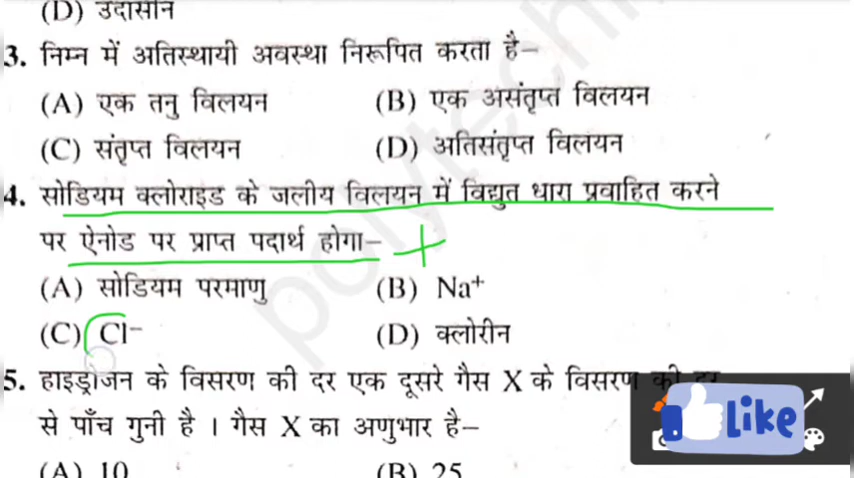 (D) उदासीन
3. निम्न में अतिस्थायी अवस्था निरूपित करता है–
(A) एक तनु विलयन (B) एक असंतृप्त विलयन
(C) संतृप्त विलयन (D) अतिसंतृप्त विलयन
4. सोडियम क्लोराइड के जलीय विलयन में विद्युत धारा प्रवाहित करने
पर ऐनोड पर प्राप्त पदार्थ होगा– +
(A) सोडियम परमाणु (B) Na⁺
(C) Cl⁻ (D) क्लोरीन
5. हाइड्रोजन के विसरण की दर एक दूसरे गैस X के विसरण की दर
से पाँच गुनी है । गैस X का अणुभार है–
(A) 10 (B) 25
Like